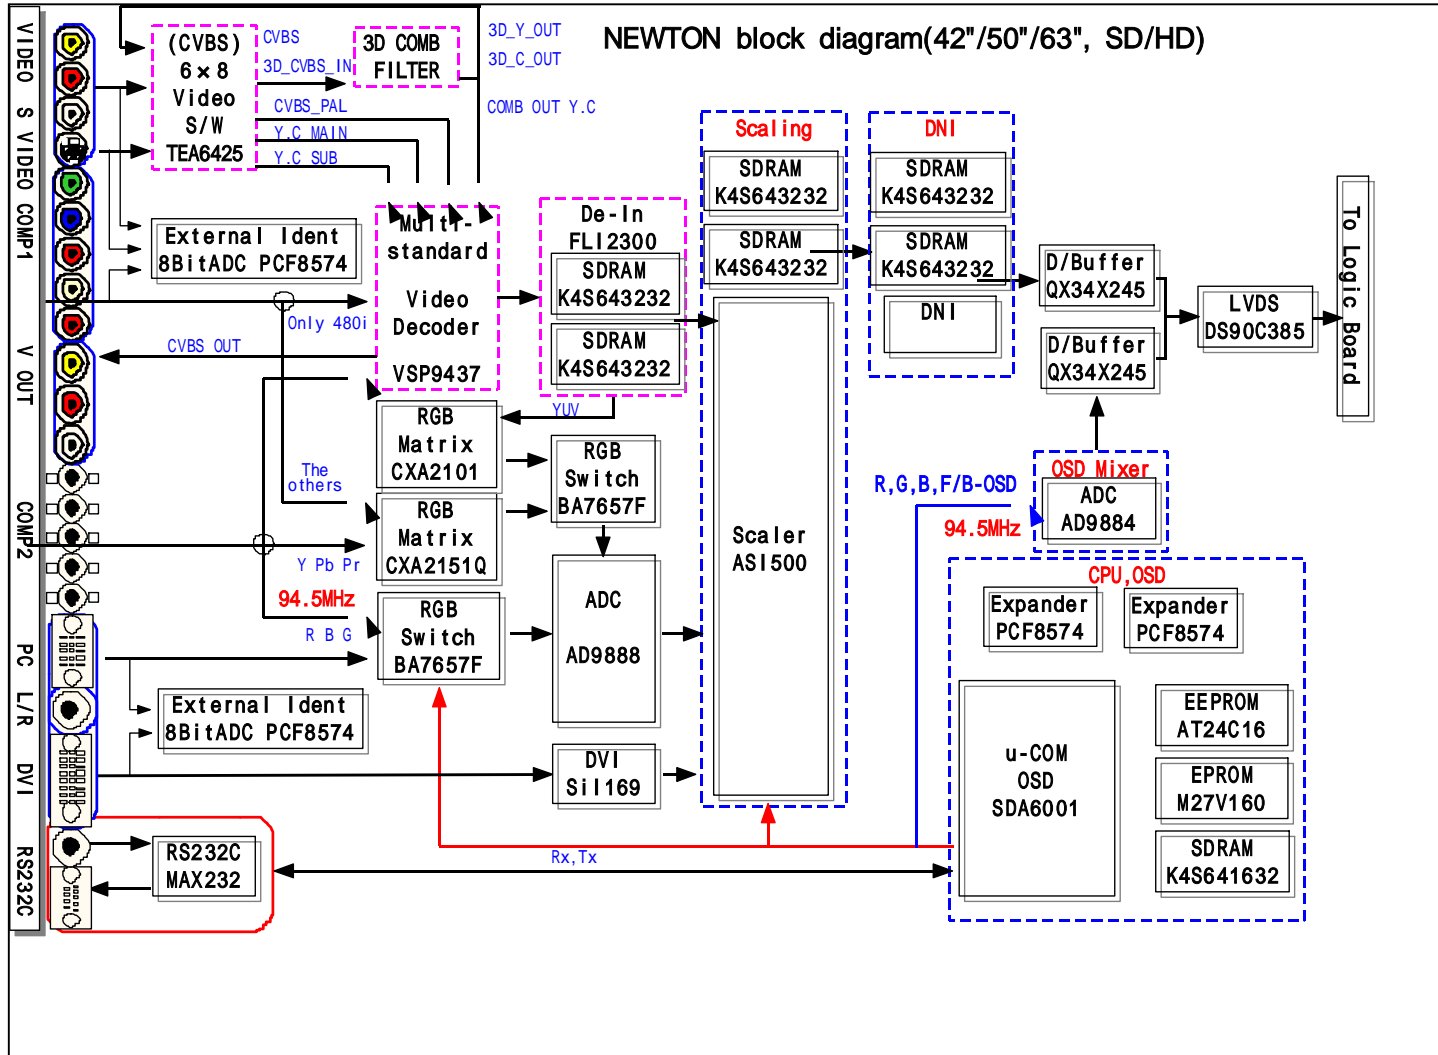 NEWTON block diagram(42"/50"/63", SD/HD)
VIDEO
S VIDEO
COMP1
V OUT
COMP2
PC
L/R
DVI
RS232C
(CVBS)
6×8
Video
S/W
TEA6425
CVBS
3D_CVBS_IN
CVBS_PAL
Y.C MAIN
Y.C SUB
3D COMB
FILTER
3D_Y_OUT
3D_C_OUT
COMB OUT Y.C
External Ident
8BitADC PCF8574
Only 480i
CVBS OUT
Multi-
standard
Video
Decoder
VSP9437
De-In
FLI2300
SDRAM
K4S643232
SDRAM
K4S643232
YUV
RGB
Matrix
CXA2101
RGB
Switch
BA7657F
The
others
RGB
Matrix
CXA2151Q
Y Pb Pr
94.5MHz
R B G
RGB
Switch
BA7657F
ADC
AD9888
External Ident
8BitADC PCF8574
DVI
Sil169
RS232C
MAX232
Rx,Tx
Scaling
SDRAM
K4S643232
SDRAM
K4S643232
Scaler
ASI500
DNI
SDRAM
K4S643232
SDRAM
K4S643232
DNI
D/Buffer
QX34X245
D/Buffer
QX34X245
LVDS
DS90C385
To Logic Board
R,G,B,F/B-OSD
94.5MHz
OSD Mixer
ADC
AD9884
CPU,OSD
Expander
PCF8574
Expander
PCF8574
u-COM
OSD
SDA6001
EEPROM
AT24C16
EPROM
M27V160
SDRAM
K4S641632